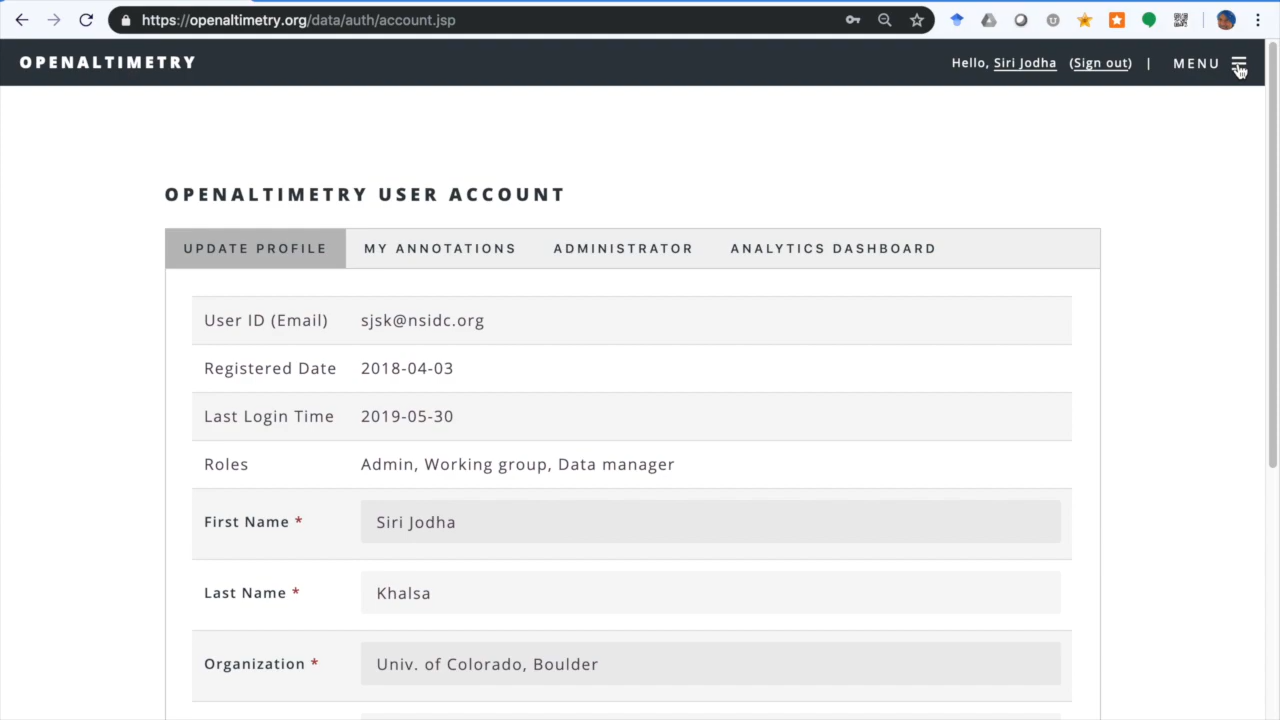 https://openaltimetry.org/data/auth/account.jsp
OPENALTIMETRY Hello, Siri Jodha (Sign out) | MENU
OPENALTIMETRY USER ACCOUNT
UPDATE PROFILE MY ANNOTATIONS ADMINISTRATOR ANALYTICS DASHBOARD
User ID (Email) sjsk@nsidc.org
Registered Date 2018-04-03
Last Login Time 2019-05-30
Roles Admin, Working group, Data manager
First Name * Siri Jodha
Last Name * Khalsa
Organization * Univ. of Colorado, Boulder